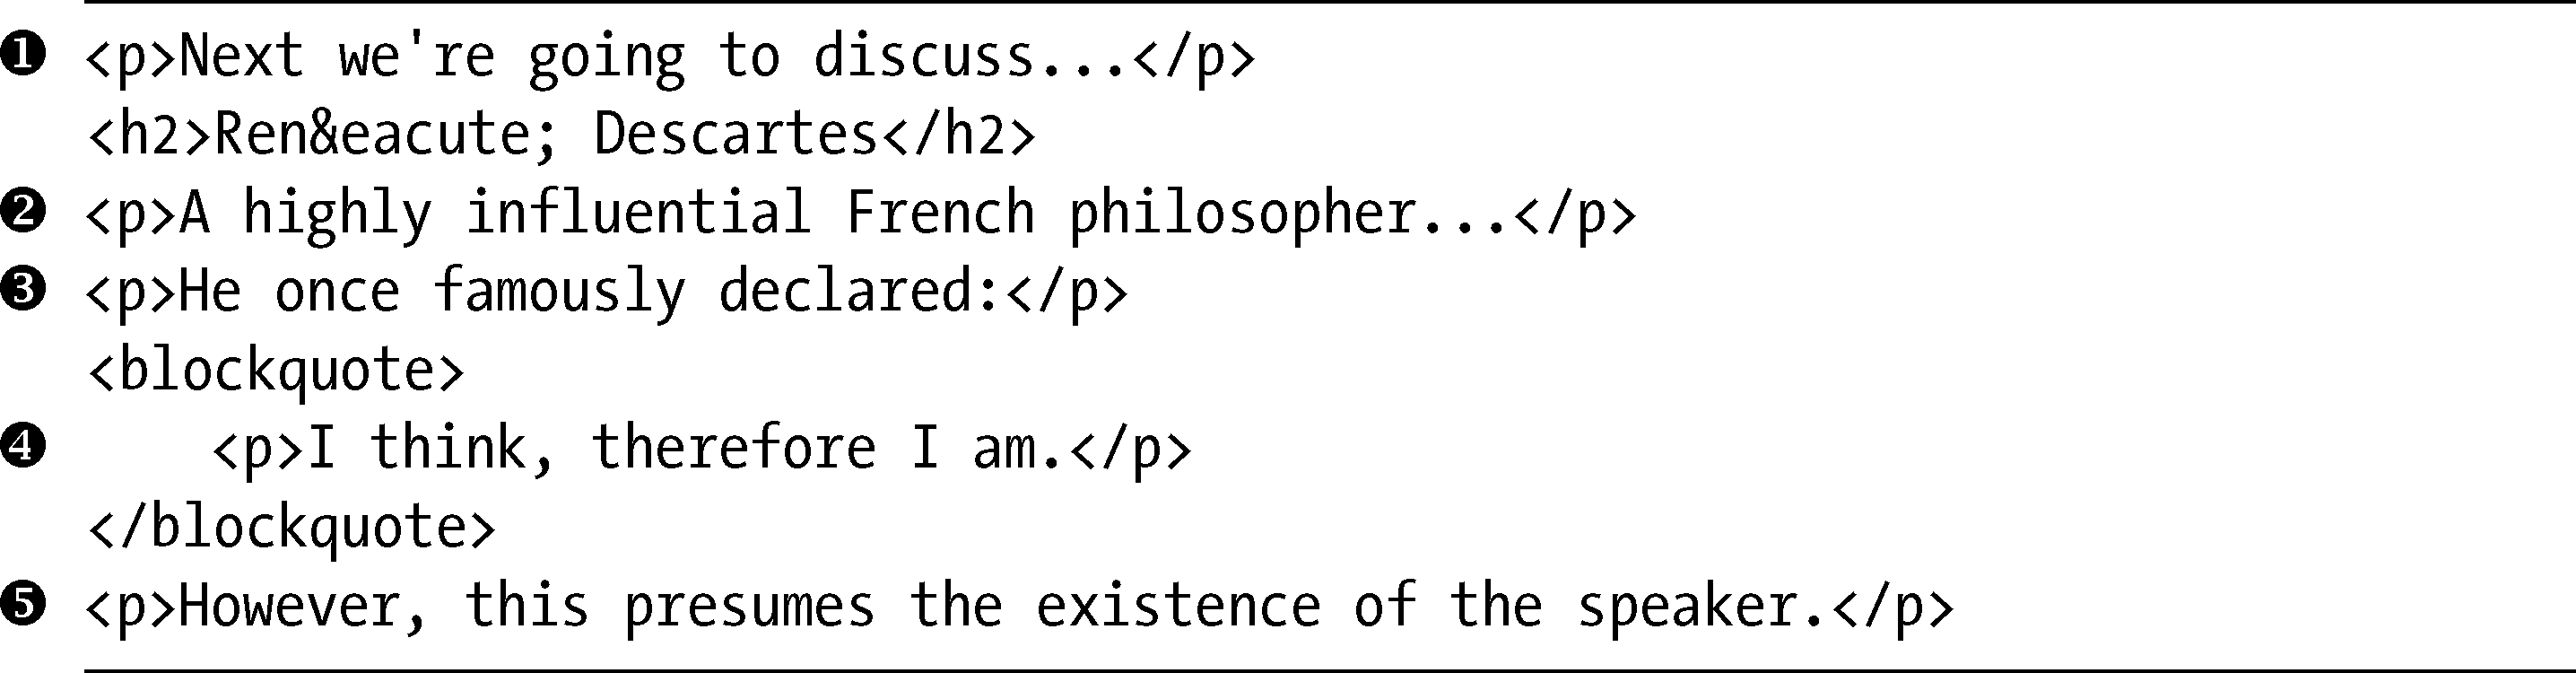 ❶ <p>Next we're going to discuss...</p>
<h2>Ren&eacute; Descartes</h2>
❷ <p>A highly influential French philosopher...</p>
❸ <p>He once famously declared:</p>
<blockquote>
❹     <p>I think, therefore I am.</p>
</blockquote>
❺ <p>However, this presumes the existence of the speaker.</p>